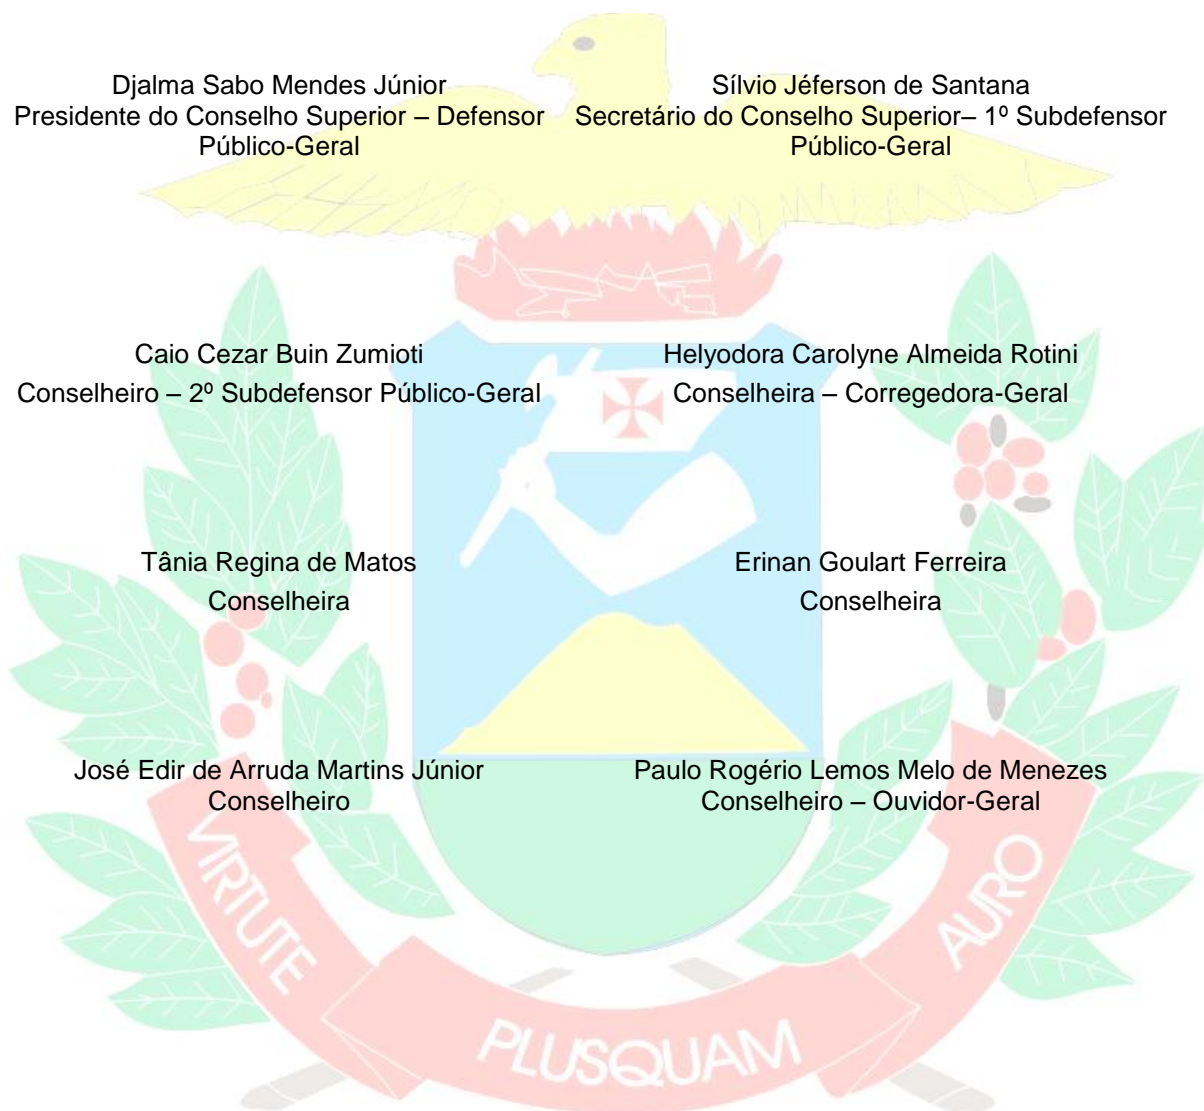 Djalma Sabo Mendes Júnior
Presidente do Conselho Superior – Defensor
Público-Geral
Sílvio Jéferson de Santana
Secretário do Conselho Superior– 1º Subdefensor
Público-Geral
Caio Cezar Buin Zumioti
Conselheiro – 2º Subdefensor Público-Geral
Helyodora Carolyne Almeida Rotini
Conselheira – Corregedora-Geral
Tânia Regina de Matos
Conselheira
Erinan Goulart Ferreira
Conselheira
José Edir de Arruda Martins Júnior
Conselheiro
Paulo Rogério Lemos Melo de Menezes
Conselheiro – Ouvidor-Geral
VIRTUTE
PLUSQUAM
AURO